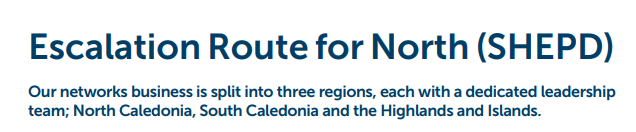 Escalation Route for North (SHEPD)
Our networks business is split into three regions, each with a dedicated leadership
team; North Caledonia, South Caledonia and the Highlands and Islands.